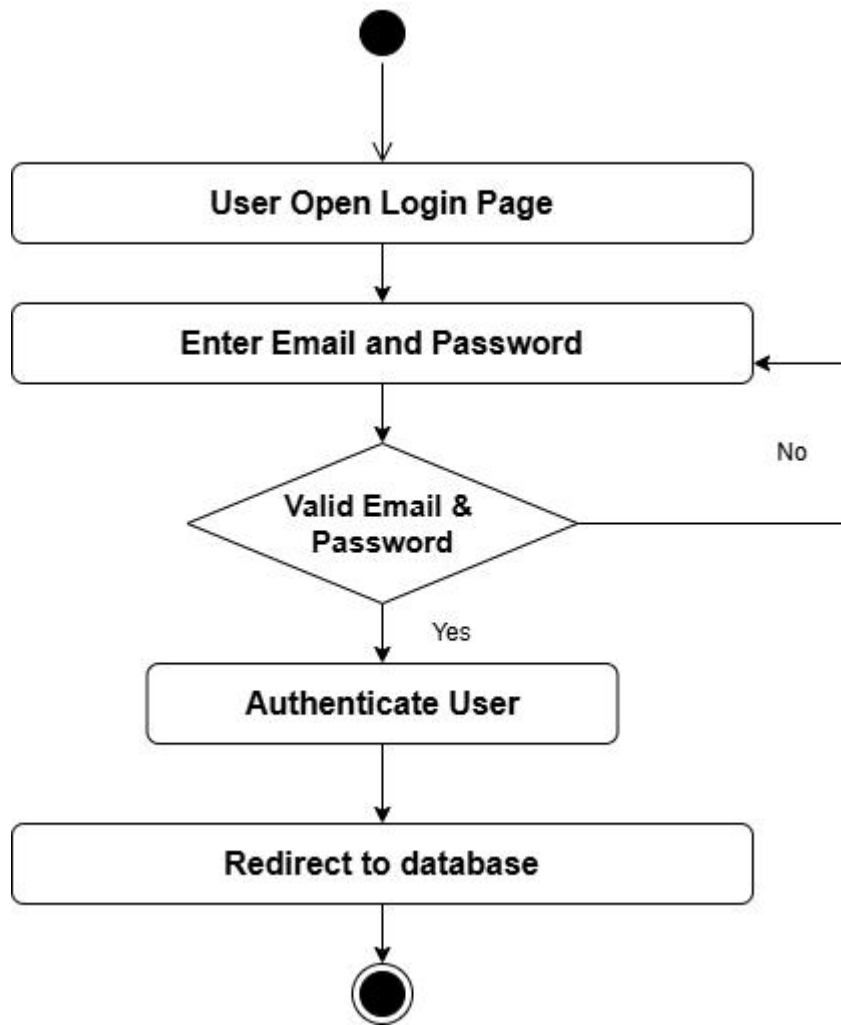 User Open Login Page
Enter Email and Password
No
Valid Email &
Password
Yes
Authenticate User
Redirect to database